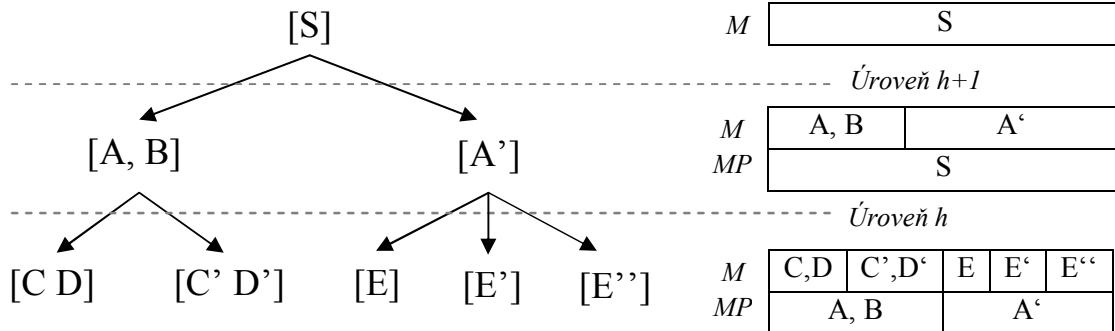 [S]
M S
Úroveň h+1
[A, B] [A’]
M A, B A‘
MP S
Úroveň h
[C D] [C’ D’] [E] [E’] [E’’]
M C,D C’,D‘ E E‘ E‘‘
MP A, B A‘